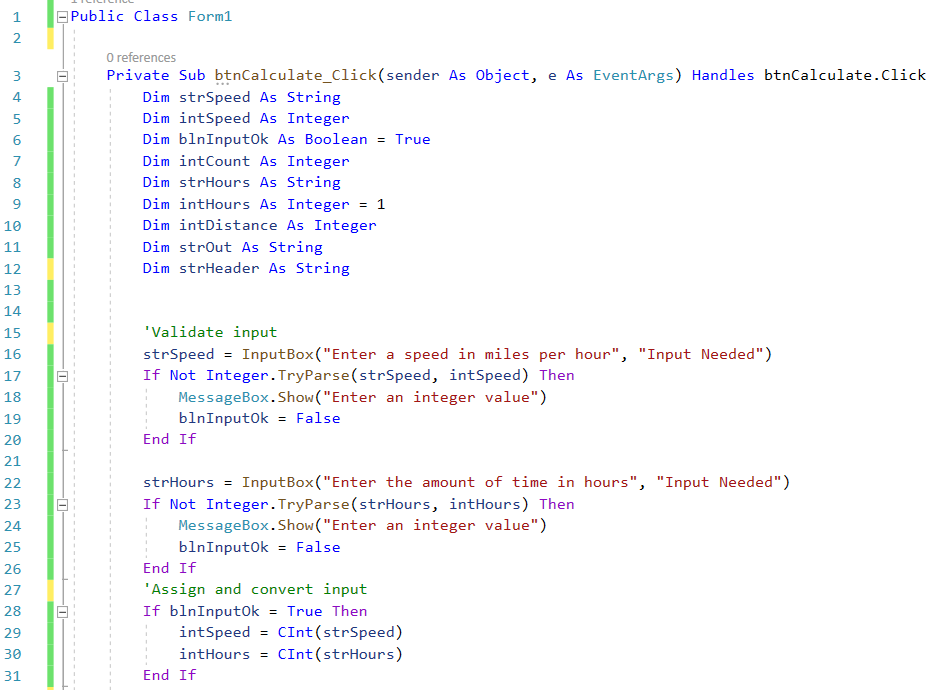 1 reference
1 Public Class Form1
2
0 references
3 Private Sub btnCalculate_Click(sender As Object, e As EventArgs) Handles btnCalculate.Click
4 Dim strSpeed As String
5 Dim intSpeed As Integer
6 Dim blnInputOk As Boolean = True
7 Dim intCount As Integer
8 Dim strHours As String
9 Dim intHours As Integer = 1
10 Dim intDistance As Integer
11 Dim strOut As String
12 Dim strHeader As String
13
14
15 'Validate input
16 strSpeed = InputBox("Enter a speed in miles per hour", "Input Needed")
17 If Not Integer.TryParse(strSpeed, intSpeed) Then
18 MessageBox.Show("Enter an integer value")
19 blnInputOk = False
20 End If
21
22 strHours = InputBox("Enter the amount of time in hours", "Input Needed")
23 If Not Integer.TryParse(strHours, intHours) Then
24 MessageBox.Show("Enter an integer value")
25 blnInputOk = False
26 End If
27 'Assign and convert input
28 If blnInputOk = True Then
29 intSpeed = CInt(strSpeed)
30 intHours = CInt(strHours)
31 End If